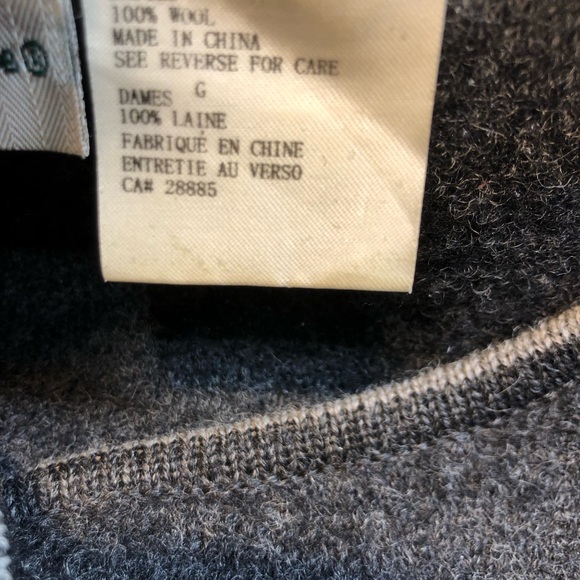 100% WOOL
MADE IN CHINA
SEE REVERSE FOR CARE
DAMES G
100% LAINE
FABRIQUÉ EN CHINE
ENTRETIE AU VERSO
CA# 28885
e®